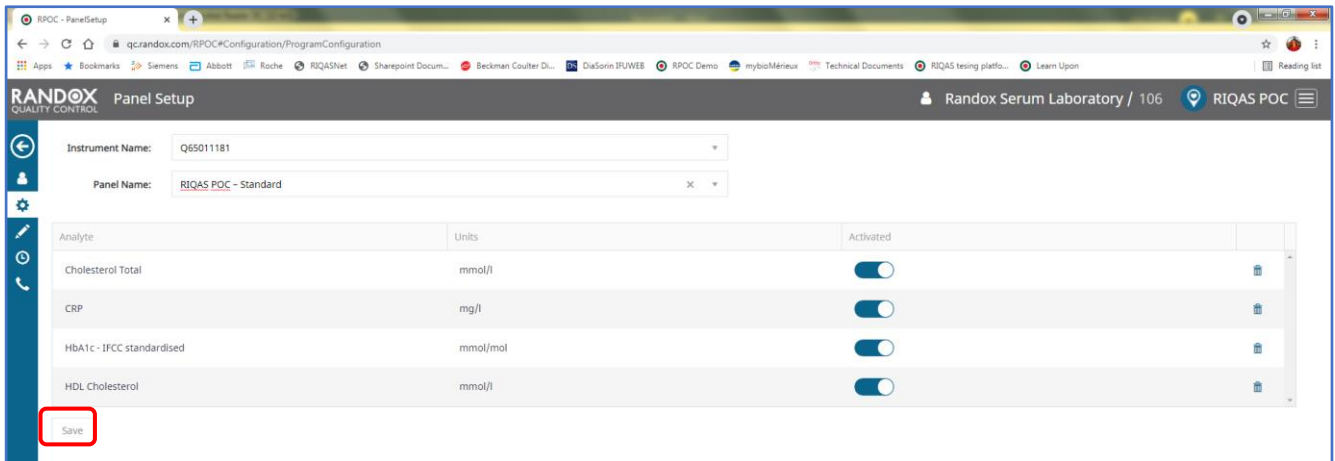 RPOC - PanelSetup
qc.randox.com/RPOC#Configuration/ProgramConfiguration
Apps Bookmarks Siemens Abbott Roche RIQASNet Sharepoint Docum... Beckman Coulter Di... DiaSorin IFUWEB RPOC Demo mybioMérieux Technical Documents RIQAS tesing platfo... Learn Upon Reading list
RANDOX Panel Setup Randox Serum Laboratory / 106 RIQAS POC
QUALITY CONTROL
Instrument Name: Q65011181
Panel Name: RIQAS POC – Standard
Analyte Units Activated
Cholesterol Total mmol/l
CRP mg/l
HbA1c - IFCC standardised mmol/mol
HDL Cholesterol mmol/l
Save